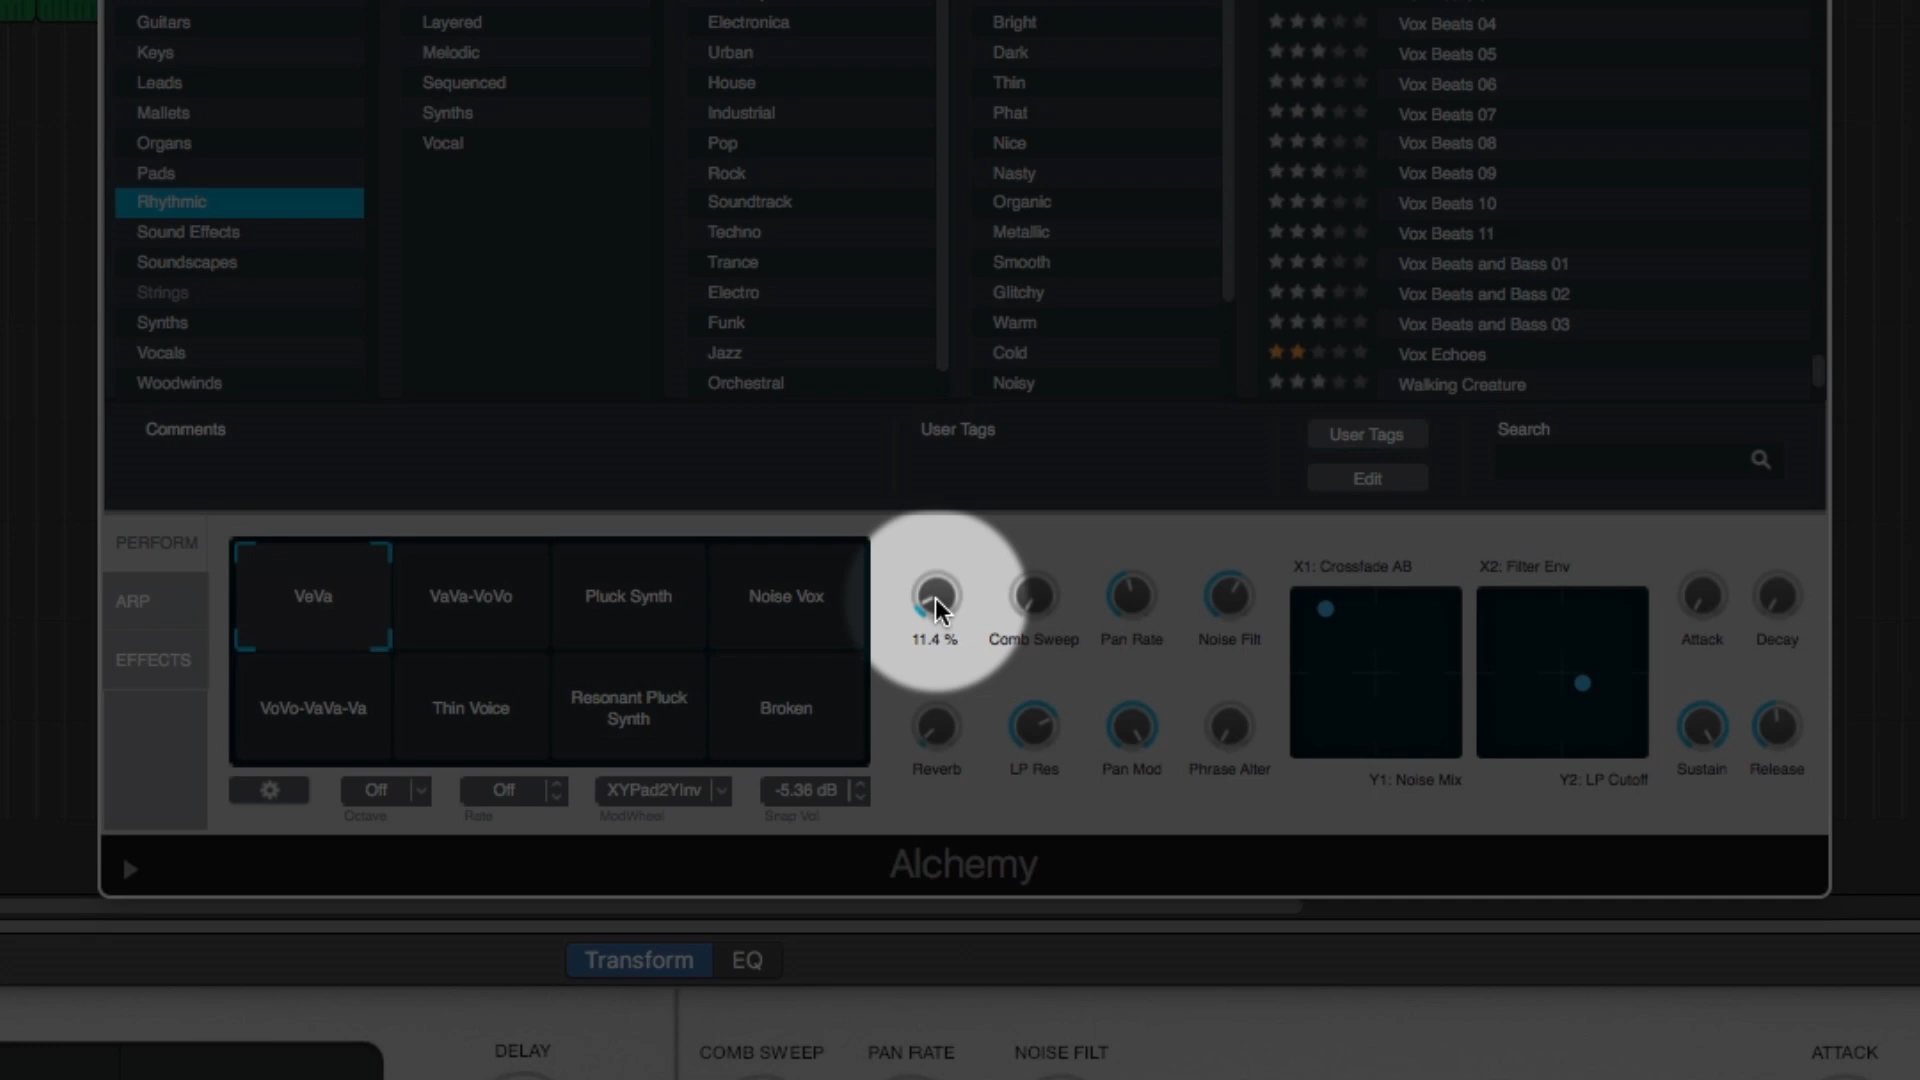 Guitars
Keys
Leads
Mallets
Organs
Pads
Rhythmic
Sound Effects
Soundscapes
Strings
Synths
Vocals
Woodwinds
Layered
Melodic
Sequenced
Synths
Vocal
Electronica
Urban
House
Industrial
Pop
Rock
Soundtrack
Techno
Trance
Electro
Funk
Jazz
Orchestral
Bright
Dark
Thin
Phat
Nice
Nasty
Organic
Metallic
Smooth
Glitchy
Warm
Cold
Noisy
Vox Beats 04
Vox Beats 05
Vox Beats 06
Vox Beats 07
Vox Beats 08
Vox Beats 09
Vox Beats 10
Vox Beats 11
Vox Beats and Bass 01
Vox Beats and Bass 02
Vox Beats and Bass 03
Vox Echoes
Walking Creature
Comments
User Tags
User Tags
Edit
Search
PERFORM
ARP
EFFECTS
VeVa
VaVa-VoVo
Pluck Synth
Noise Vox
VoVo-VaVa-Va
Thin Voice
Resonant Pluck
Synth
Broken
Off
Octave
Off
Rate
XYPad2YInv
ModWheel
-5.36 dB
Snap Vol
11.4 %
Comb Sweep
Pan Rate
Noise Filt
Reverb
LP Res
Pan Mod
Phrase Alter
X1: Crossfade AB
Y1: Noise Mix
X2: Filter Env
Y2: LP Cutoff
Attack
Decay
Sustain
Release
Alchemy
Transform
EQ
DELAY
COMB SWEEP
PAN RATE
NOISE FILT
ATTACK